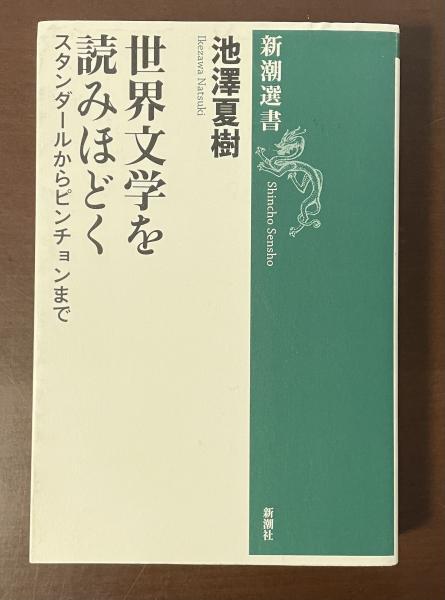 新潮選書
Shincho Sensho
池澤夏樹
Ikezawa Natsuki
世界文学を
読みほどく
スタンダールからピンチョンまで
新潮社